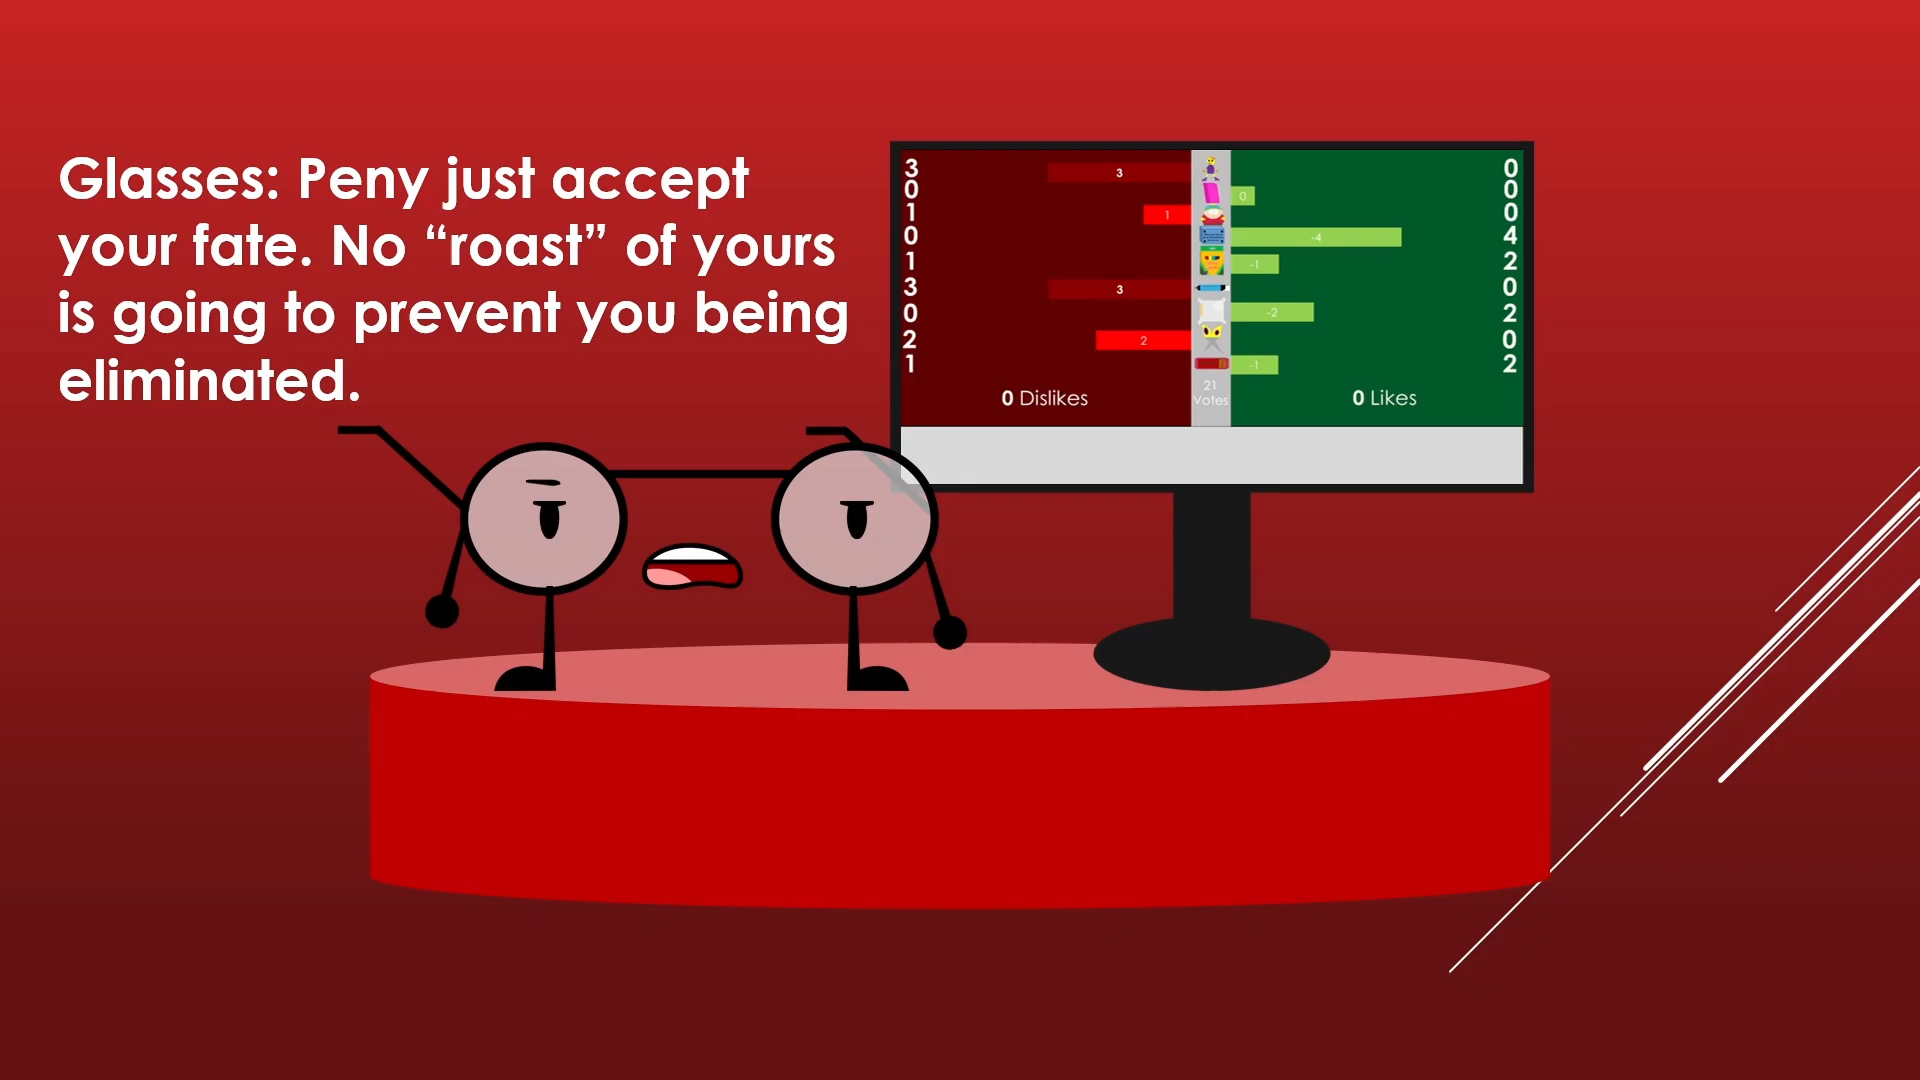 Glasses: Peny just accept
your fate. No “roast” of yours
is going to prevent you being
eliminated.
3 3 0
0 0 0
1 1 0
0 -4 4
1 -1 2
3 3 0
0 -2 2
2 2 0
1 -1 2
21
Votes
0 Dislikes
0 Likes